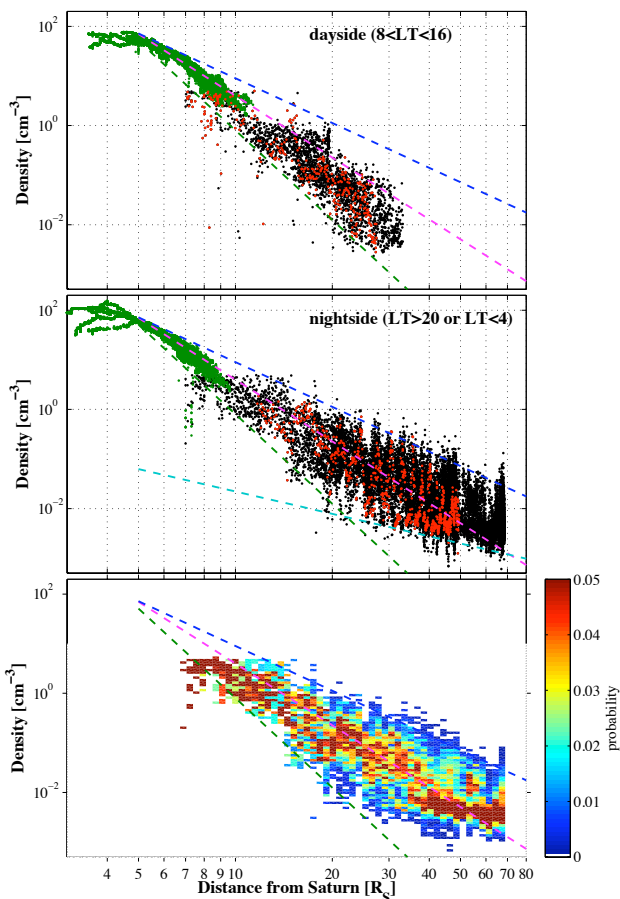 dayside (8<LT<16)
Density [cm⁻³]
10²
10⁰
10⁻²
nightside (LT>20 or LT<4)
Density [cm⁻³]
10²
10⁰
10⁻²
Density [cm⁻³]
10²
10⁰
10⁻²
5 6 7 8 9 10 20 30 40 50 60 70 80
Distance from Saturn [R_S]
0.05
0.04
0.03
0.02
0.01
0
probability